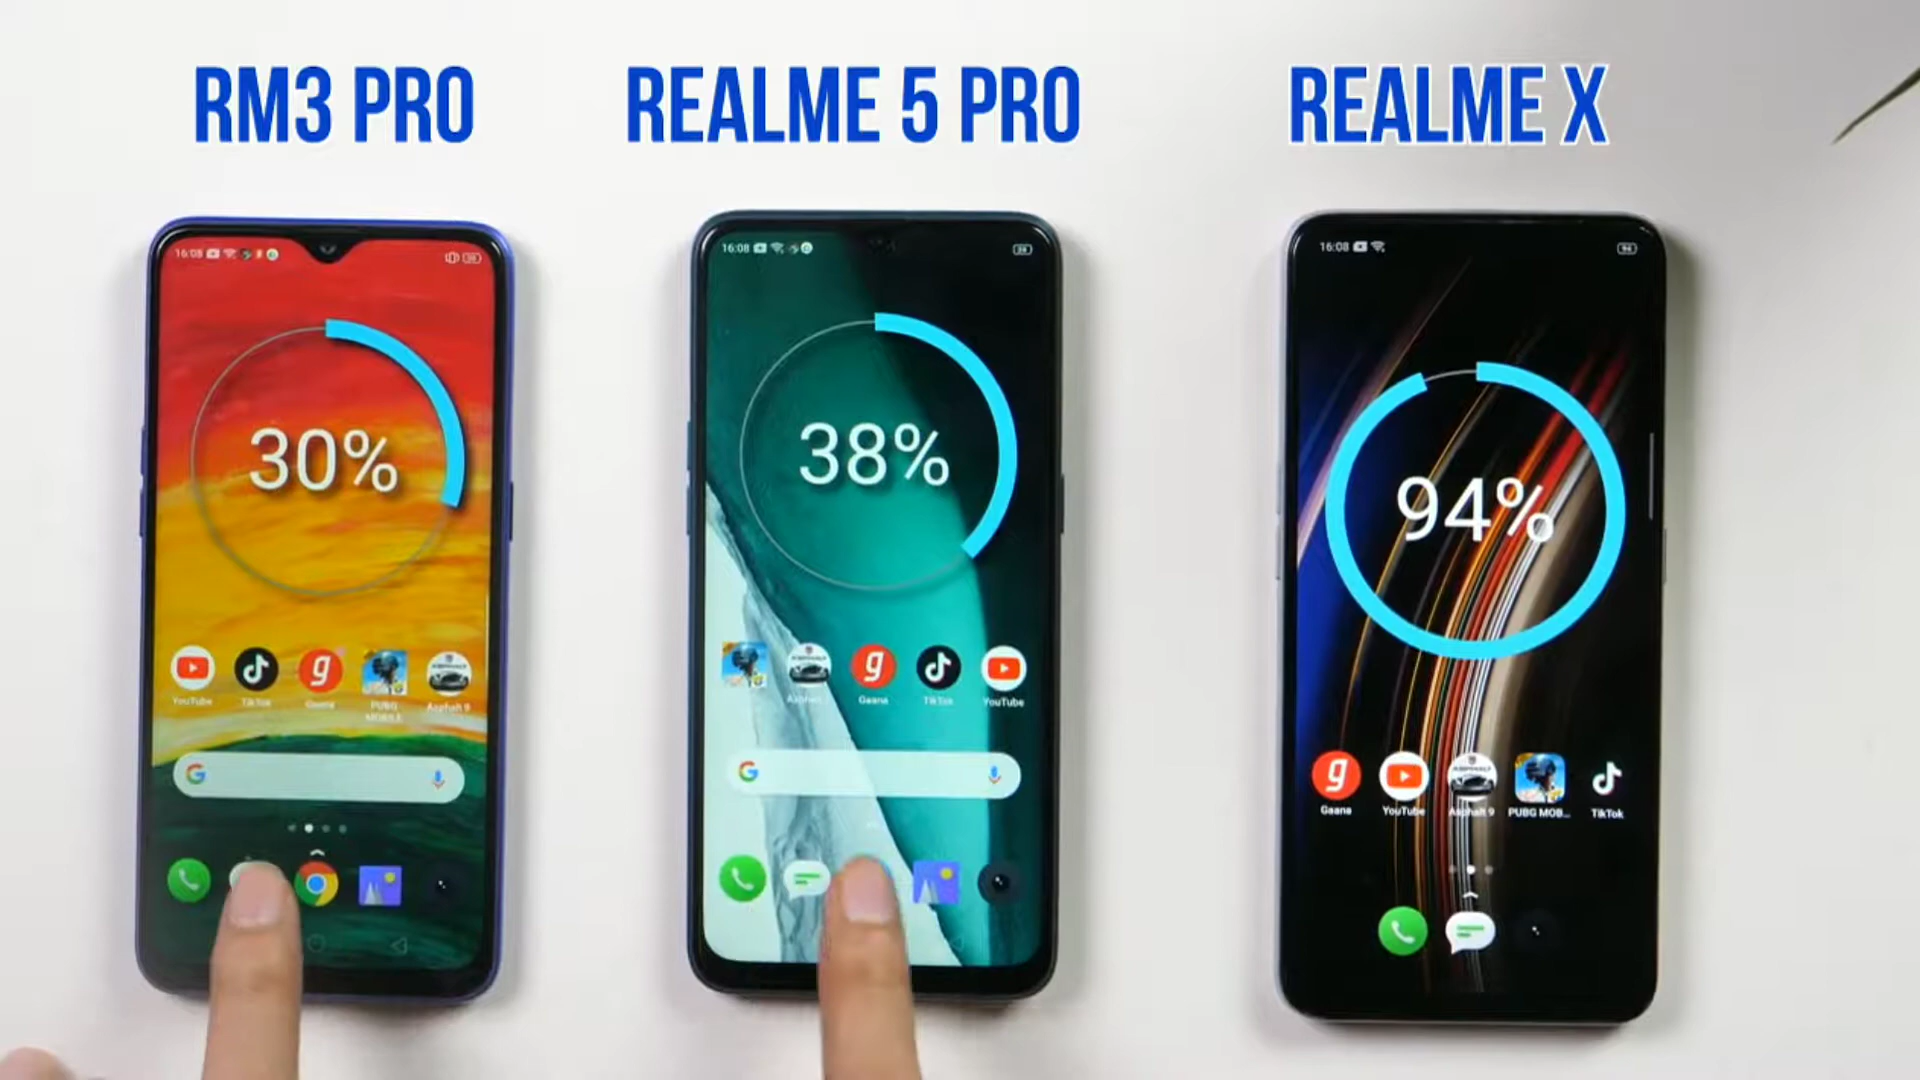 RM3 PRO
REALME 5 PRO
REALME X
16:08
16:08
16:08
94
30%
38%
94%
YouTube
TikTok
Gaana
PUBG
MOBILE
Asphalt 9
Gaana
TikTok
YouTube
Gaana
YouTube
Asphalt 9
PUBG MOB...
TikTok